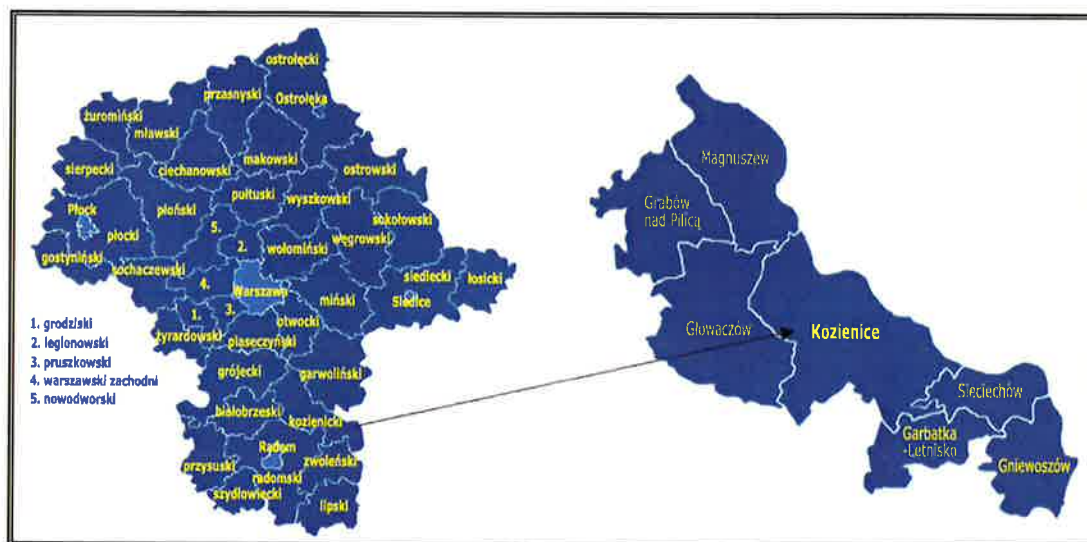 ostrołęcki
przasnyski
Ostrołęka
żuromiński
mławski
sierpecki
ciechanowski
makowski
ostrowski
pułtuski
wyszkowski
Płock
płoński
płocki
5.
sokołowski
węgrowski
2.
wołomiński
gostyniński
sochaczewski
siedlecki
łosicki
4.
Warszawa
miński
Siedlce
1.
3.
otwocki
żyrardowski
piaseczyński
grójecki
garwoliński
białobrzeski
kozienicki
Radom
przysuski
zwoleński
radomski
szydłowiecki
lipski
1. grodziski
2. legionowski
3. pruszkowski
4. warszawski zachodni
5. nowodworski
Magnuszew
Grabów
nad Pilicą
Głowaczów
Kozienice
Sieciechów
Garbatka
-Letnisko
Gniewoszów